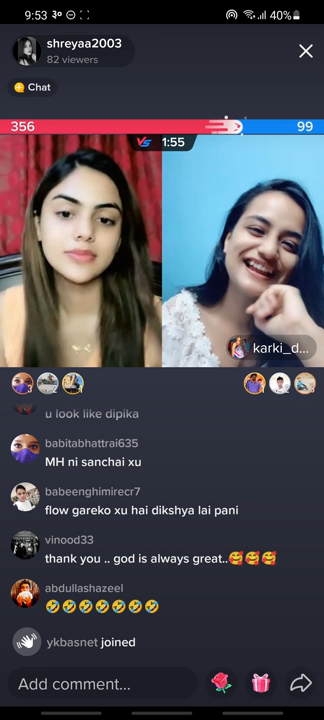 9:53
40%
shreyaa2003
82 viewers
Chat
356
VS 1:55
99
karki_d...
u look like dipika
babitabhattrai635
MH ni sanchai xu
babeenghimirecr7
flow gareko xu hai dikshya lai pani
vinood33
thank you .. god is always great..🥰🥰🥰
abdullashazeel
🤣🤣🤣🤣🤣🤣🤣
ykbasnet joined
Add comment...